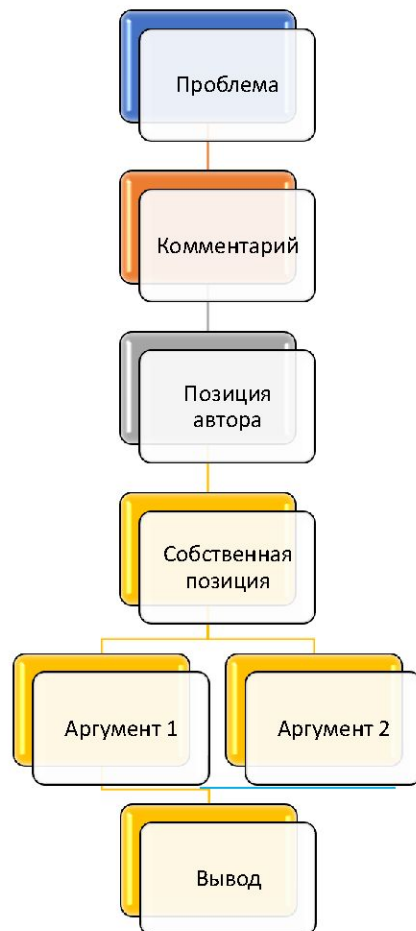 Проблема
Комментарий
Позиция
автора
Собственная
позиция
Аргумент 1
Аргумент 2
Вывод